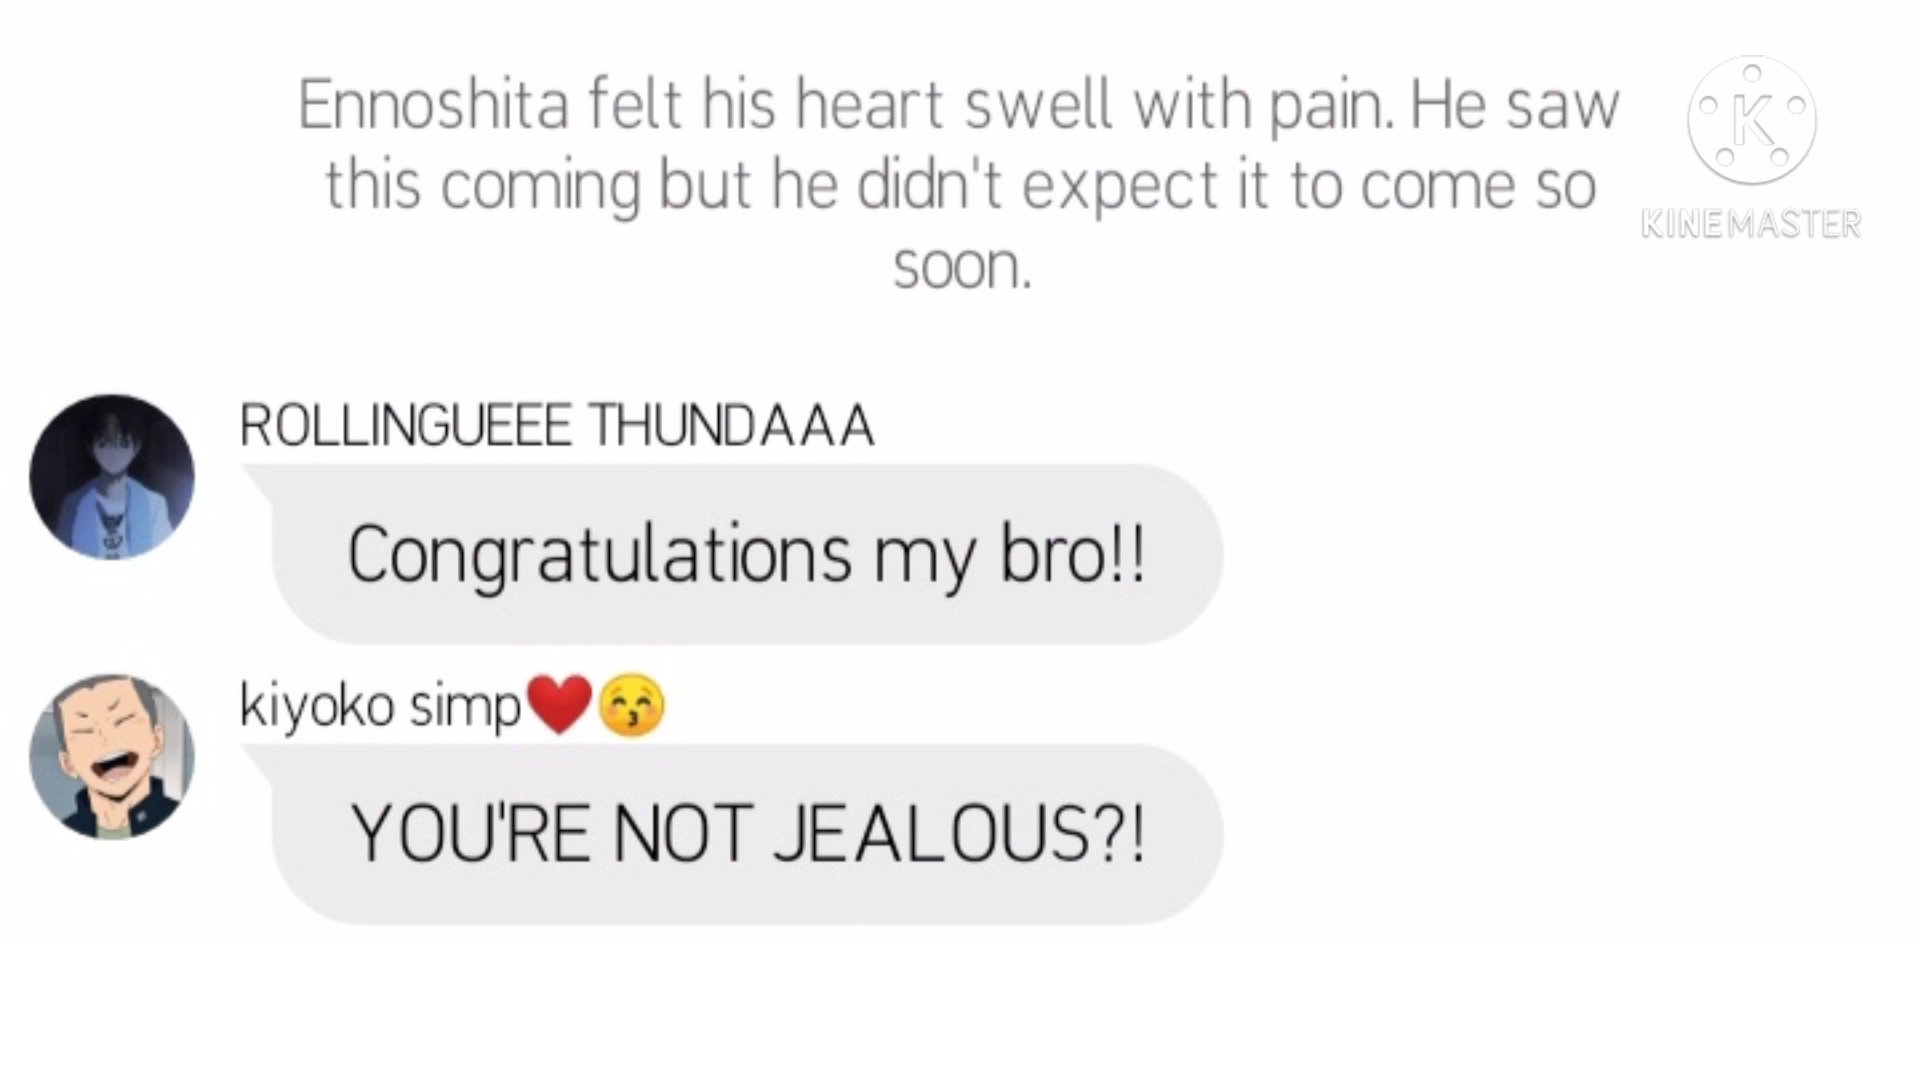 Ennoshita felt his heart swell with pain. He saw
this coming but he didn't expect it to come so
soon.
K
KINEMASTER
ROLLINGUEEE THUNDAAA
Congratulations my bro!!
kiyoko simp❤️😚
YOU'RE NOT JEALOUS?!